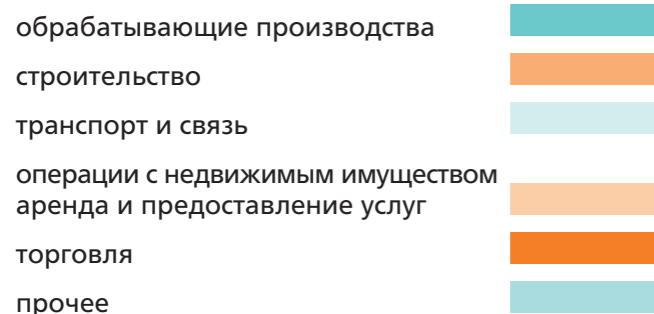 обрабатывающие производства
строительство
транспорт и связь
операции с недвижимым имуществом
аренда и предоставление услуг
торговля
прочее